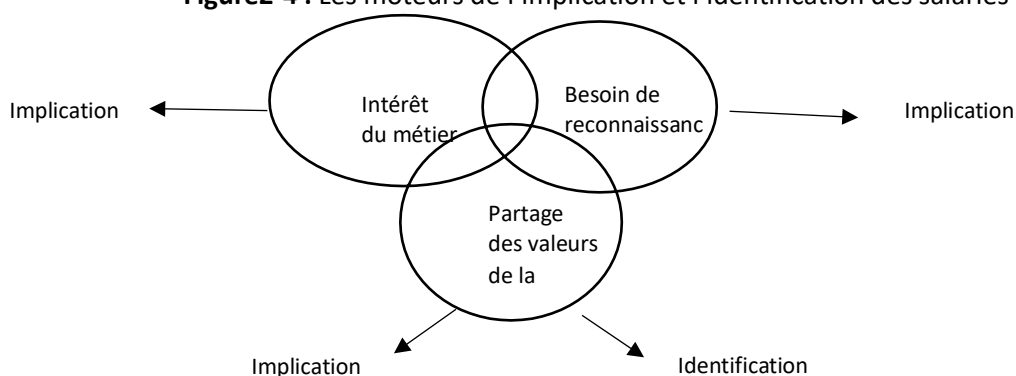 Figure2-4 : Les moteurs de l'implication et l'identification des salariés
Intérêt
du métier
Besoin de
reconnaissanc
Implication
Implication
Partage
des valeurs
de la
Implication
Identification